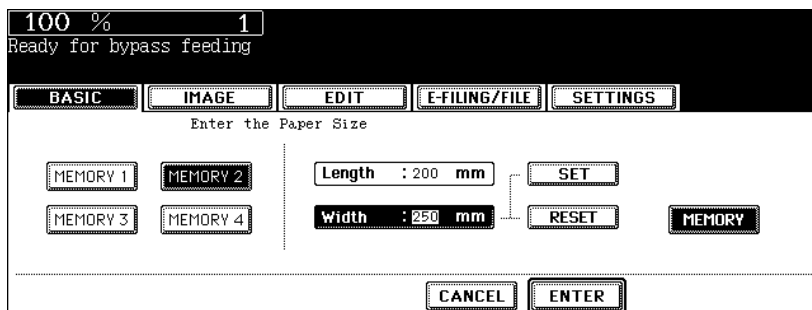 100 % 1
Ready for bypass feeding
BASIC IMAGE EDIT E-FILING/FILE SETTINGS
Enter the Paper Size
MEMORY 1 MEMORY 2 Length : 200 mm SET
MEMORY 3 MEMORY 4 Width : 250 mm RESET MEMORY
CANCEL ENTER